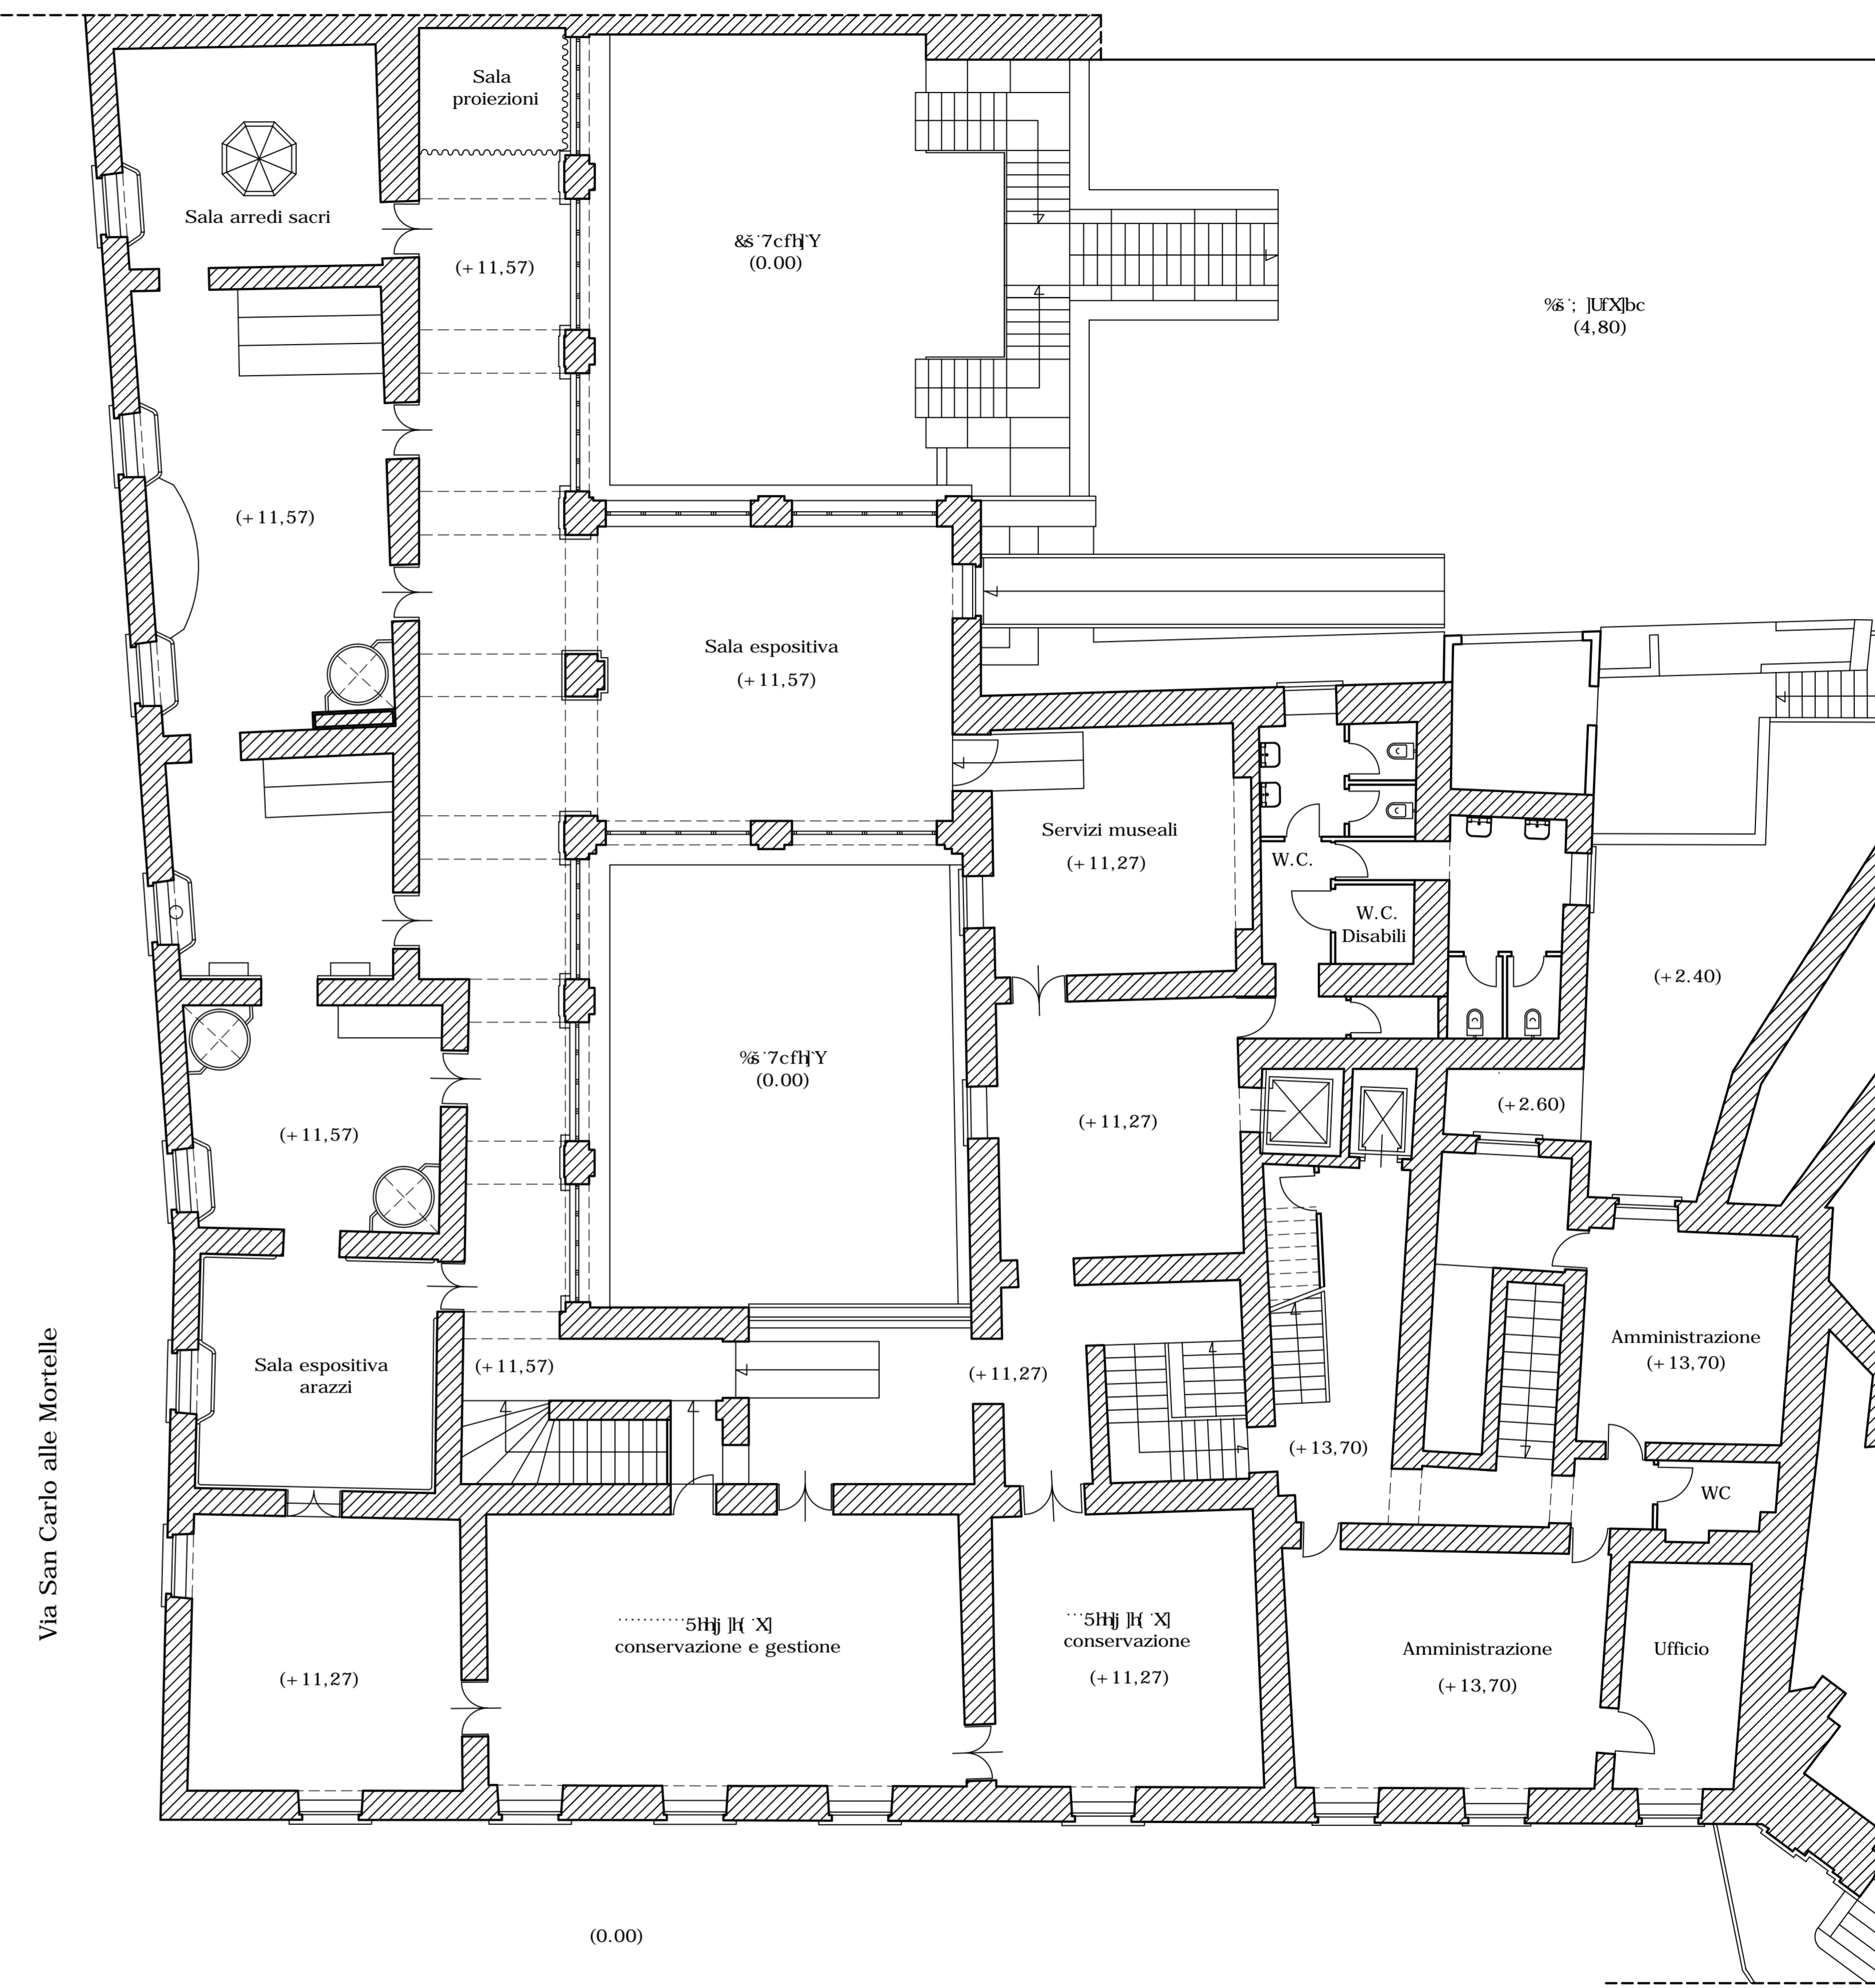 Sala
proiezioni
Sala arredi sacri
(+11,57)
(0.00)
(4,80)
(+11,57)
Sala espositiva
(+11,57)
Servizi museali
(+11,27)
W.C.
W.C.
Disabili
(+2.40)
(0.00)
(+2.60)
(+11,27)
(+11,57)
Amministrazione
(+13,70)
Sala espositiva
arazzi
(+11,57)
(+11,27)
(+13,70)
WC
Via San Carlo alle Mortelle
conservazione e gestione
conservazione
(+11,27)
(+11,27)
Amministrazione
(+13,70)
Ufficio
(0.00)